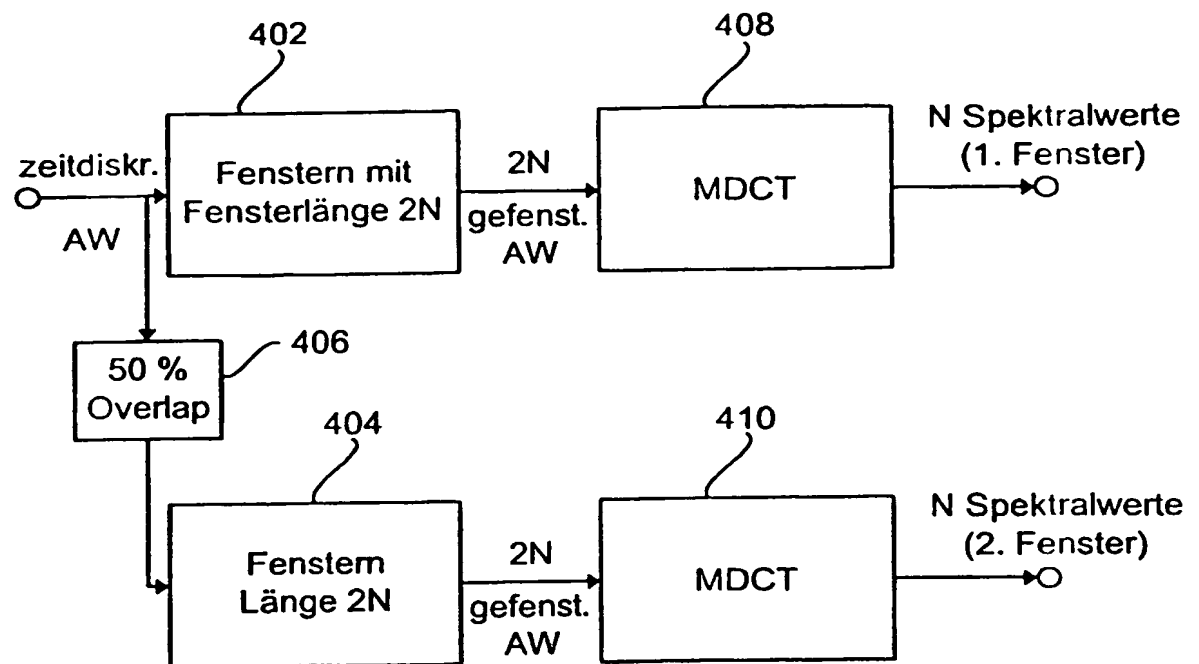 402
408
zeitdiskr.
AW
Fenstern mit
Fensterlänge 2N
2N
gefenst.
AW
MDCT
N Spektralwerte
(1. Fenster)
50 %
Overlap
406
404
410
Fenstern
Länge 2N
2N
gefenst.
AW
MDCT
N Spektralwerte
(2. Fenster)